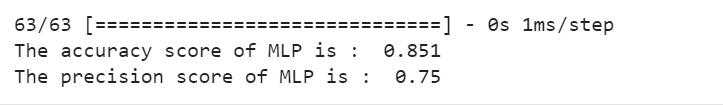 63/63 [==============================] - 0s 1ms/step
The accuracy score of MLP is :  0.851
The precision score of MLP is :  0.75